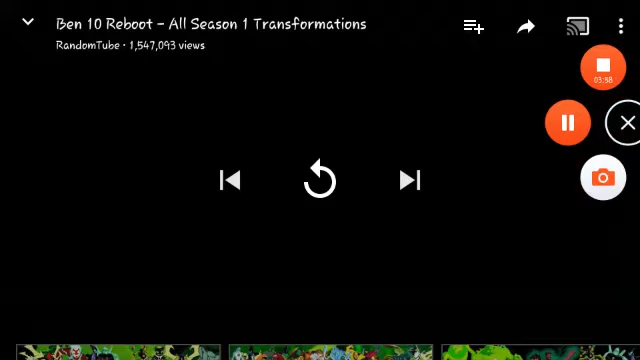 Ben 10 Reboot - All Season 1 Transformations
RandomTube • 1,547,093 views
03:58